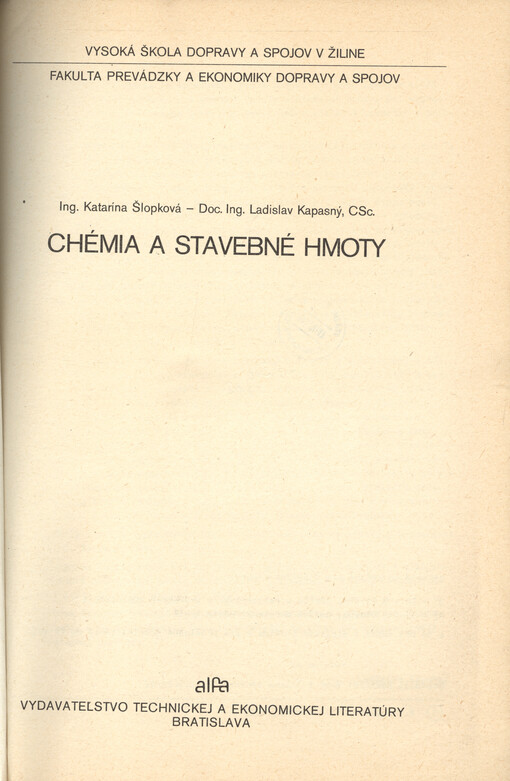 VYSOKÁ ŠKOLA DOPRAVY A SPOJOV V ŽILINE
FAKULTA PREVÁDZKY A EKONOMIKY DOPRAVY A SPOJOV
Ing. Katarína Šlopková – Doc. Ing. Ladislav Kapasný, CSc.
CHÉMIA A STAVEBNÉ HMOTY
alfa
VYDAVATEĽSTVO TECHNICKEJ A EKONOMICKEJ LITERATÚRY
BRATISLAVA